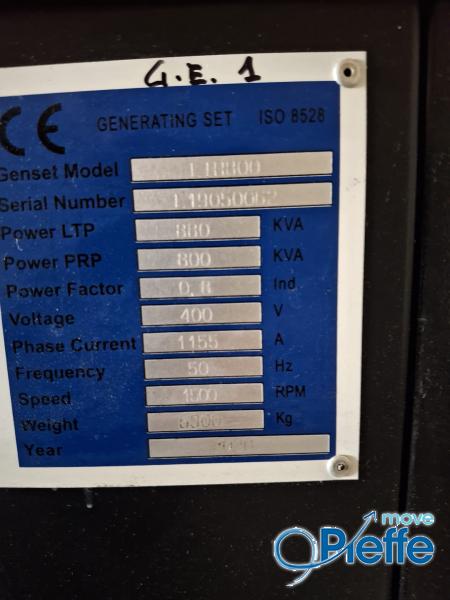 G.E. 1
CE GENERATING SET ISO 8528
Genset Model
Serial Number
Power LTP 880 KVA
Power PRP 800 KVA
Power Factor 0,8 Ind
Voltage 400 V
Phase Current 1155 A
Frequency 50 Hz
Speed 1500 RPM
Weight Kg
Year
move
Pieffe